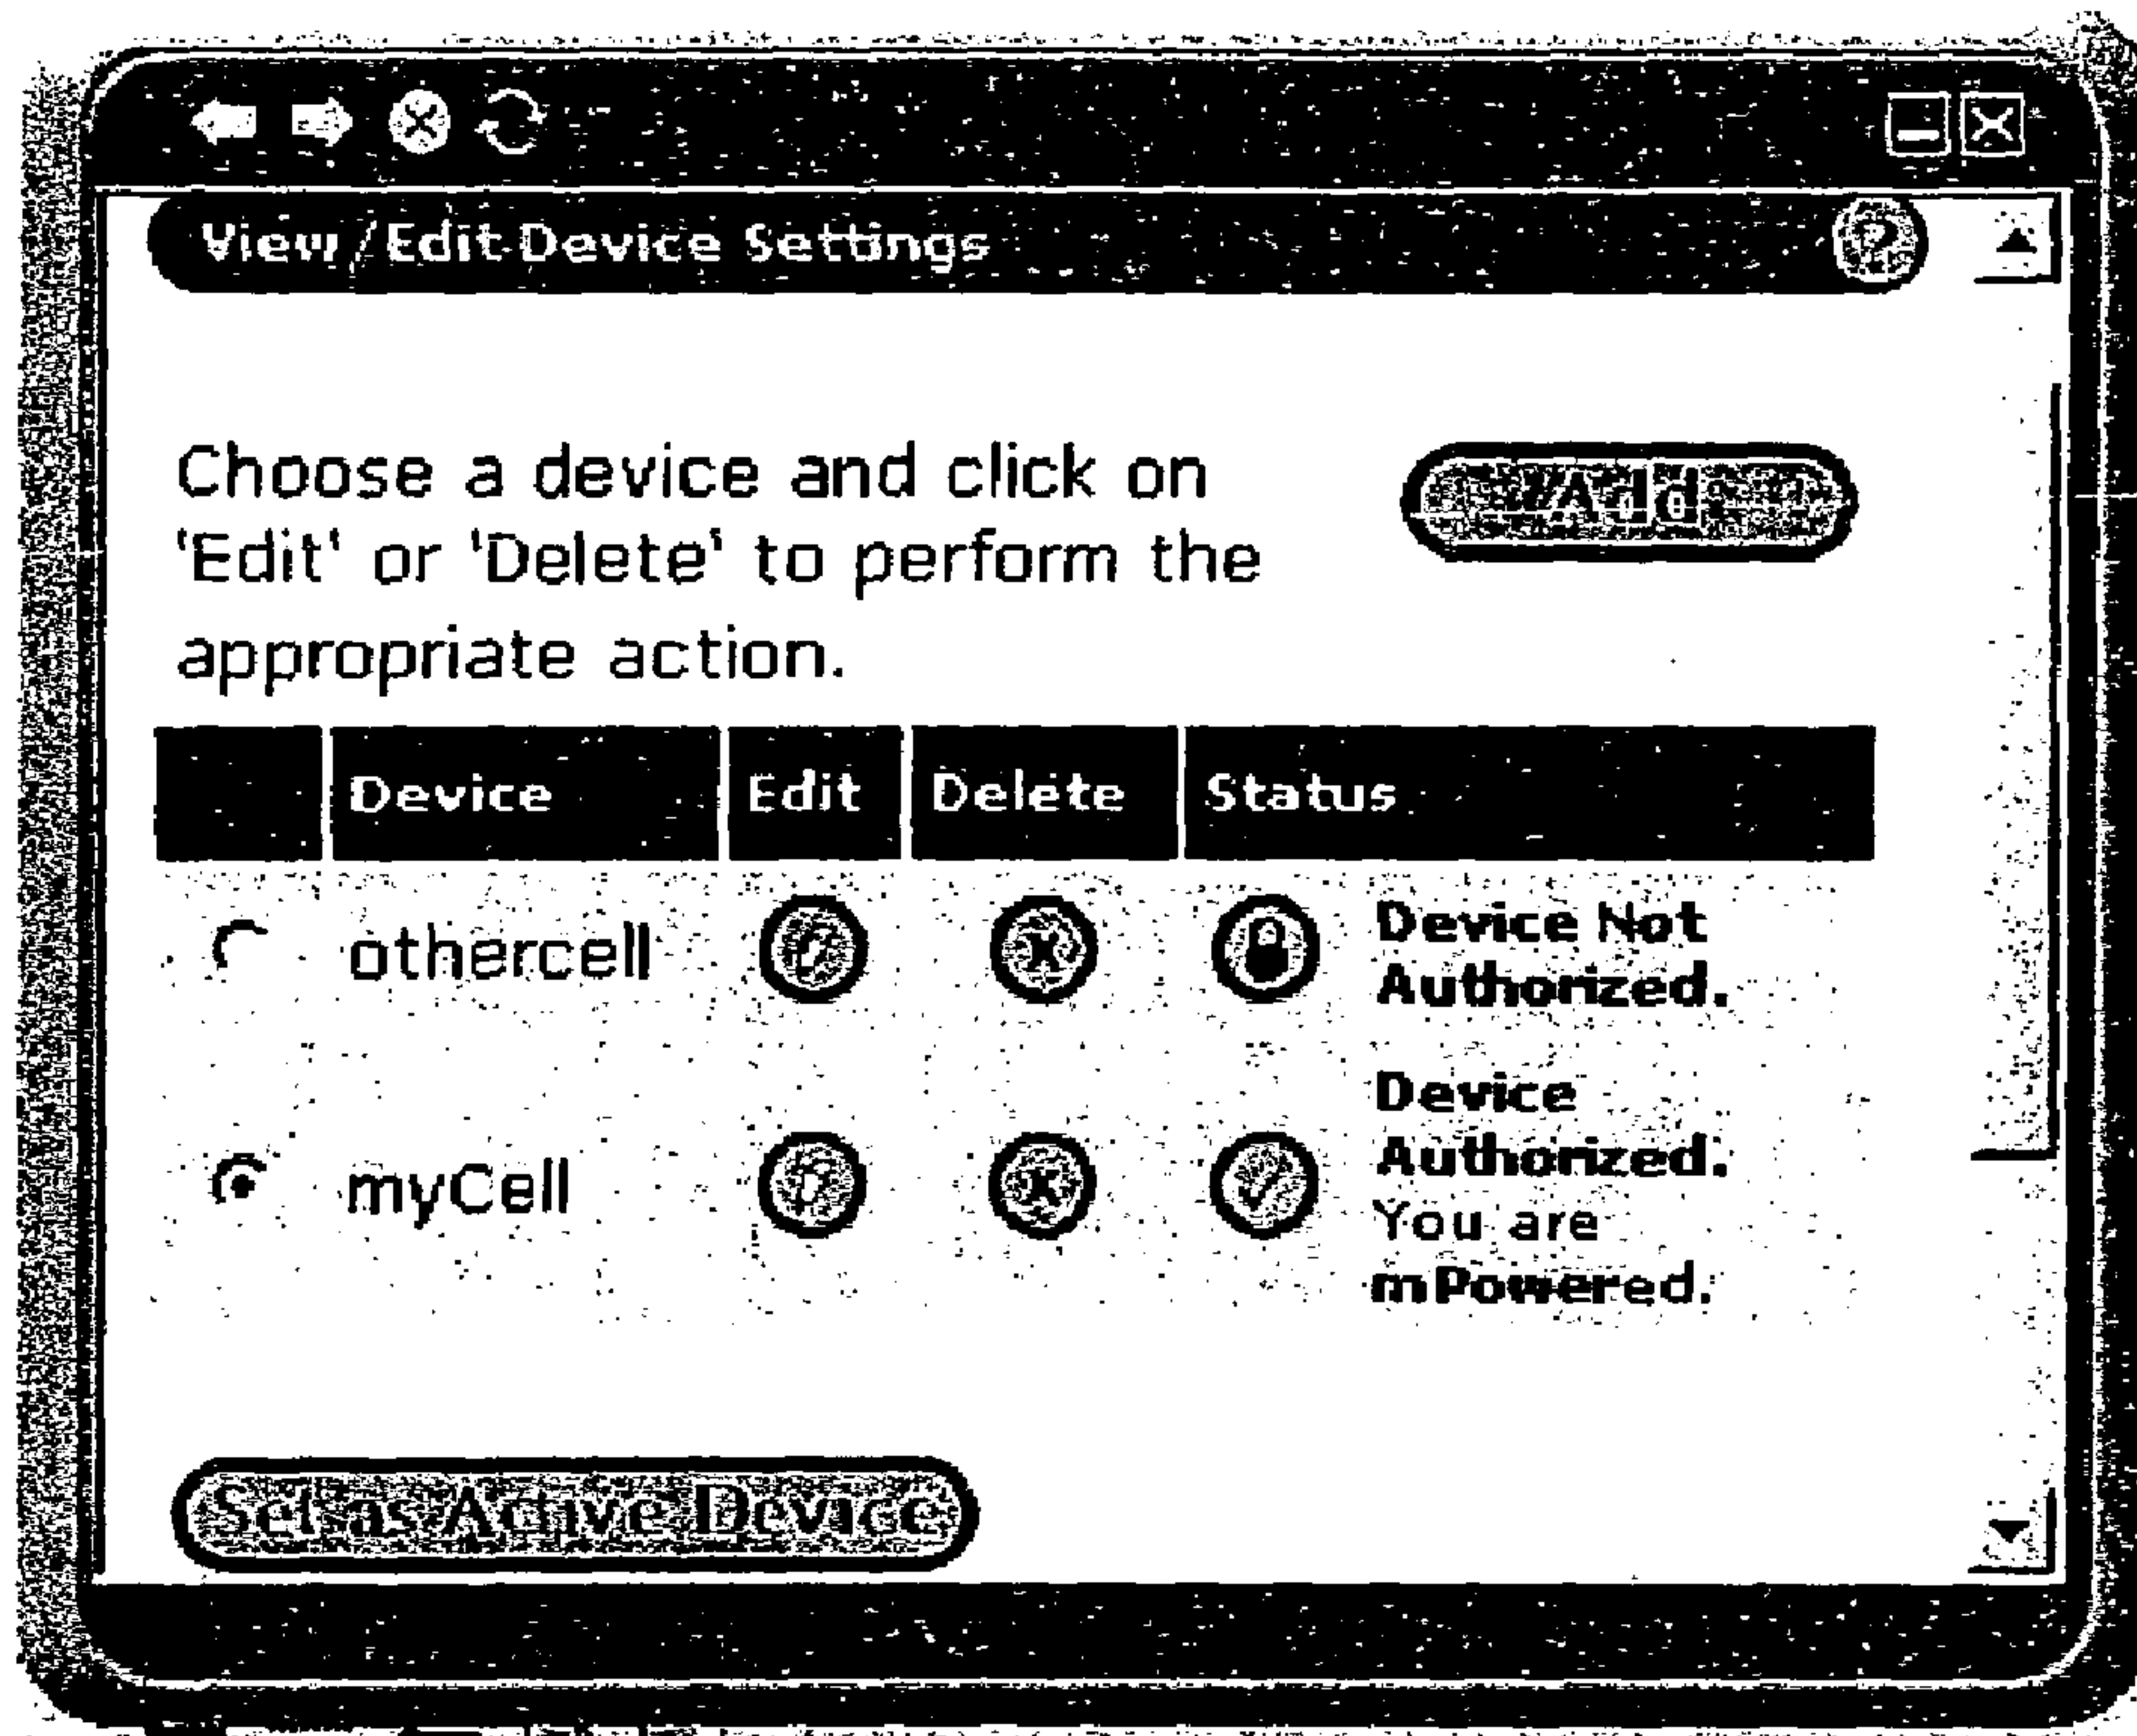 View/Edit Device Settings
?
Choose a device and click on
'Edit' or 'Delete' to perform the
appropriate action.
Add
Device Edit Delete Status
othercell Device Not
Authorized.
myCell Device
Authorized.
You are
mPowered.
Set as Active Device